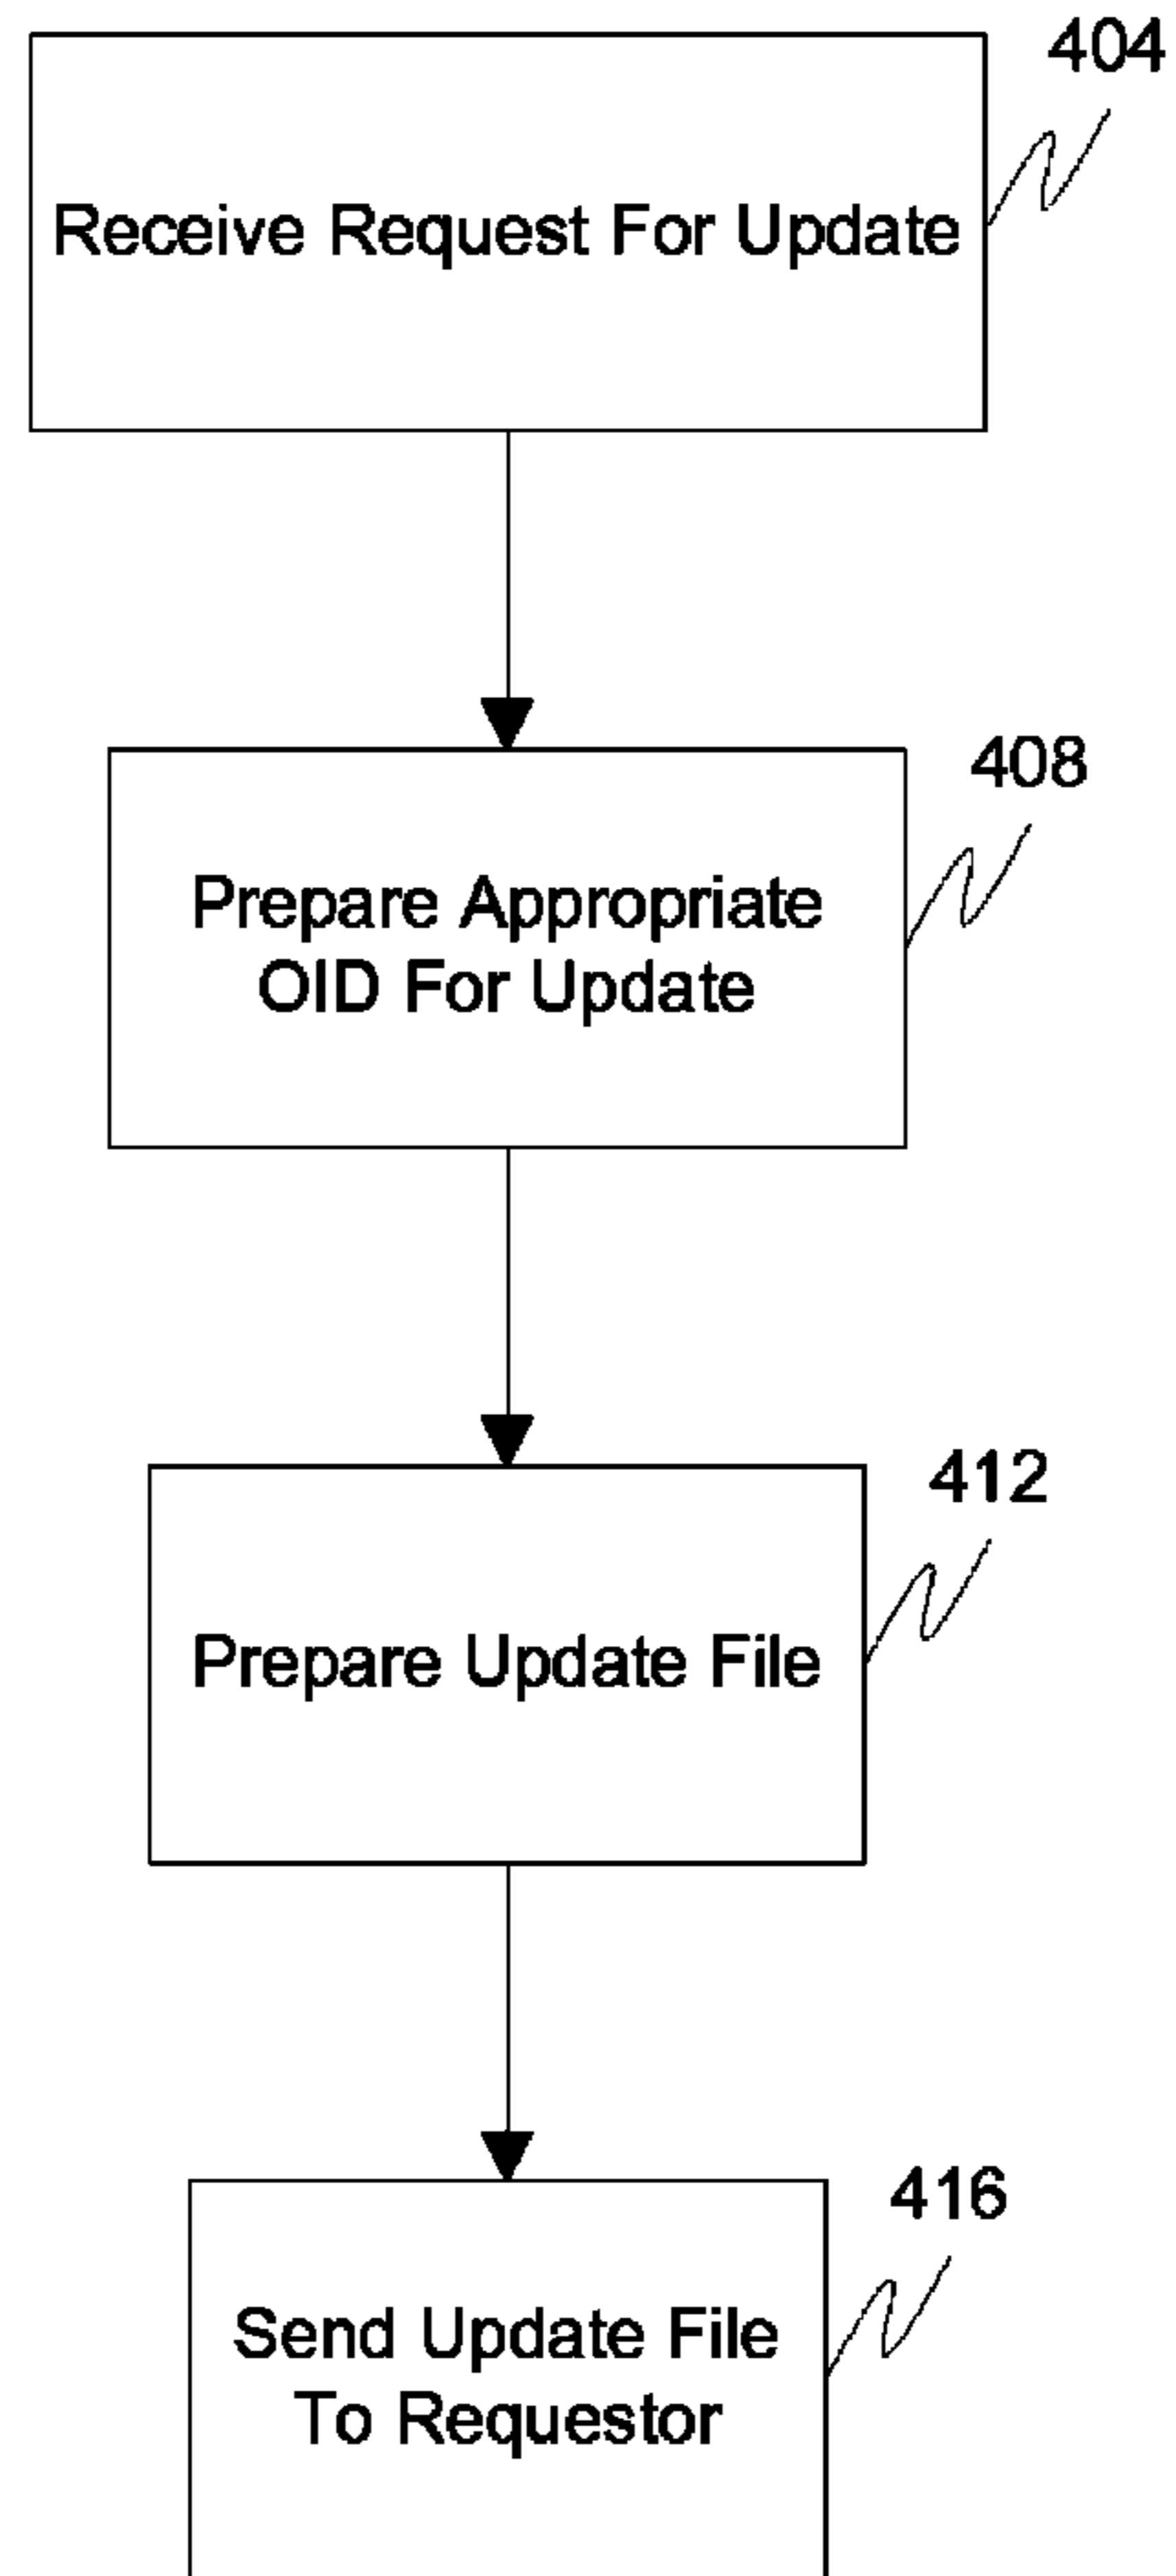 404
Receive Request For Update
408
Prepare Appropriate
OID For Update
412
Prepare Update File
416
Send Update File
To Requestor